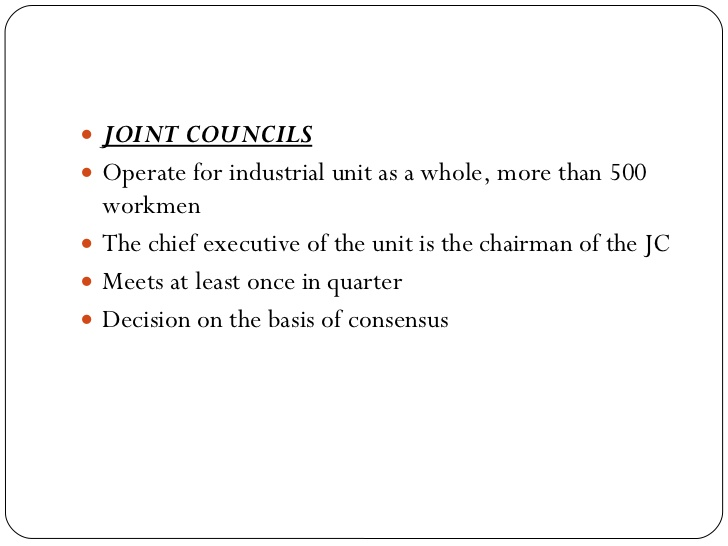 JOINT COUNCILS
Operate for industrial unit as a whole, more than 500
workmen
The chief executive of the unit is the chairman of the JC
Meets at least once in quarter
Decision on the basis of consensus